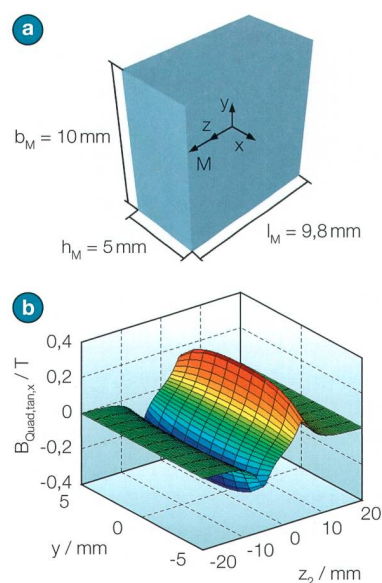 a
y
z
x
M
b_M = 10 mm
h_M = 5 mm
l_M = 9,8 mm
b
B_Quad,tan,x / T
0,4
0,2
0
-0,2
-0,4
5
0
-5
y / mm
-20
-10
0
10
20
z_2 / mm